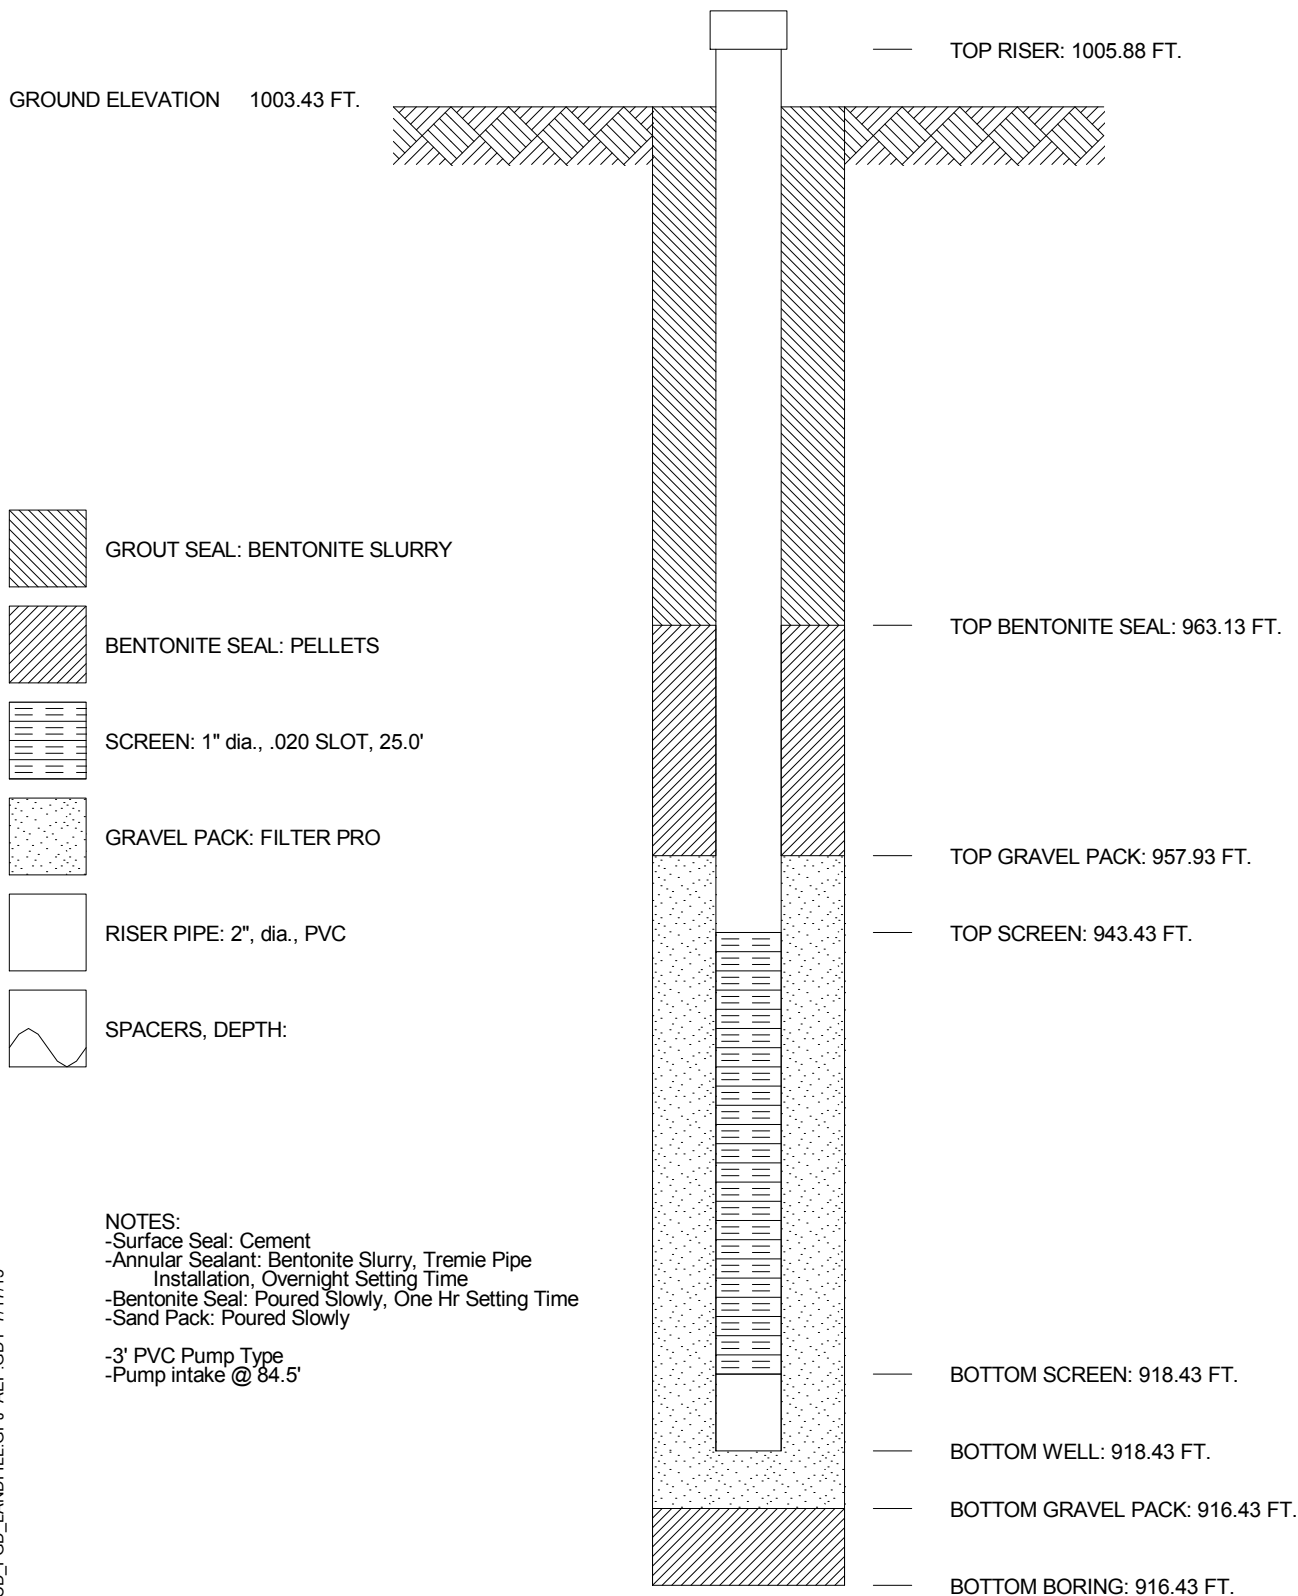 TOP RISER: 1005.88 FT.
GROUND ELEVATION 1003.43 FT.
GROUT SEAL: BENTONITE SLURRY
BENTONITE SEAL: PELLETS
SCREEN: 1" dia., .020 SLOT, 25.0'
GRAVEL PACK: FILTER PRO
RISER PIPE: 2", dia., PVC
SPACERS, DEPTH:
TOP BENTONITE SEAL: 963.13 FT.
TOP GRAVEL PACK: 957.93 FT.
TOP SCREEN: 943.43 FT.
NOTES:
-Surface Seal: Cement
-Annular Sealant: Bentonite Slurry, Tremie Pipe
Installation, Overnight Setting Time
-Bentonite Seal: Poured Slowly, One Hr Setting Time
-Sand Pack: Poured Slowly
-3' PVC Pump Type
-Pump intake @ 84.5'
BOTTOM SCREEN: 918.43 FT.
BOTTOM WELL: 918.43 FT.
BOTTOM GRAVEL PACK: 916.43 FT.
BOTTOM BORING: 916.43 FT.